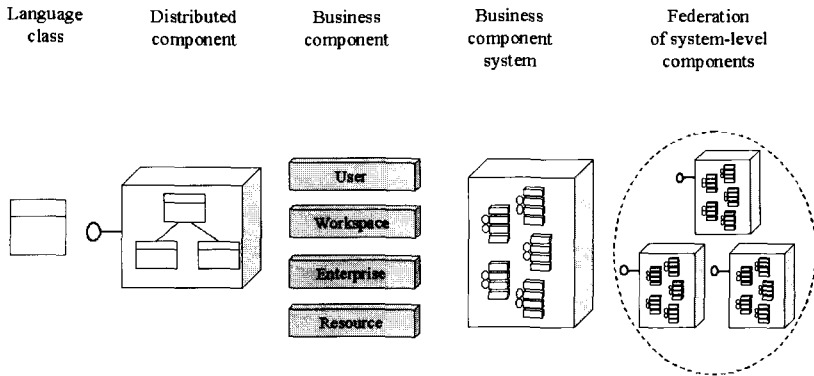 Language
class
Distributed
component
Business
component
Business
component
system
Federation
of system-level
components
User
Workspace
Enterprise
Resource